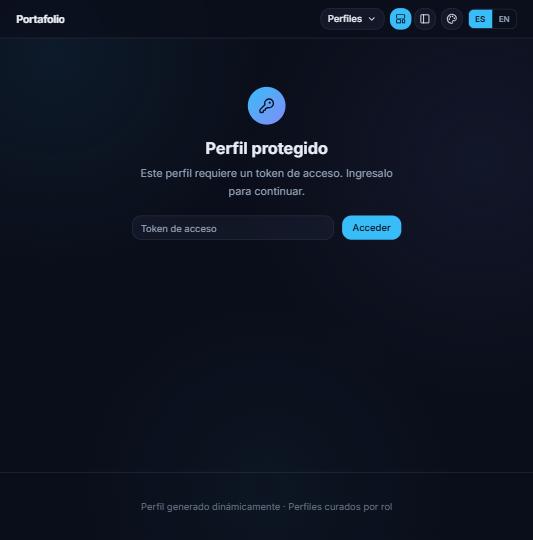 Portafolio
Perfiles
ES EN
Perfil protegido
Este perfil requiere un token de acceso. Ingresalo
para continuar.
Token de acceso
Acceder
Perfil generado dinámicamente · Perfiles curados por rol